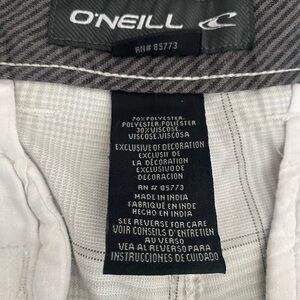 O'NEILL
RN# 85773
70% POLYESTER,
POLYESTER, POLIÉSTER
30% VISCOSE,
VISCOSE, VISCOSA
EXCLUSIVE OF DECORATION
EXCLUSIF DE
LA DÉCORATION
EXCLUSIVO DE
DECORACIÓN
RN # 85773
MADE IN INDIA
FABRIQUÉ EN INDE
HECHO EN INDIA
SEE REVERSE FOR CARE
VOIR CONSEILS D'ENTRETIEN
AU VERSO
VEA AL REVERSO PARA
INSTRUCCIONES DE CUIDADO